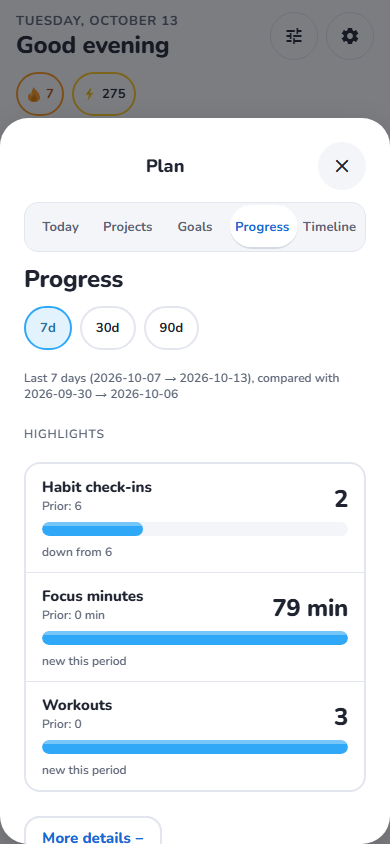 TUESDAY, OCTOBER 13
Good evening
7
275
Plan
Today Projects Goals Progress Timeline
Progress
7d 30d 90d
Last 7 days (2026-10-07 → 2026-10-13), compared with
2026-09-30 → 2026-10-06
HIGHLIGHTS
Habit check-ins
2
Prior: 6
down from 6
Focus minutes
79 min
Prior: 0 min
new this period
Workouts
3
Prior: 0
new this period
More details –